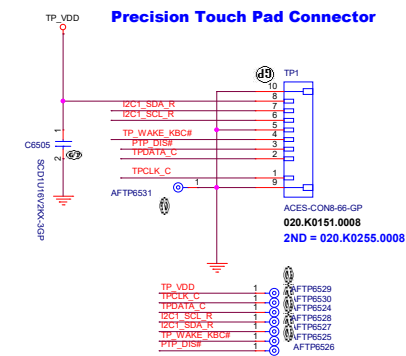 Precision Touch Pad Connector
TP_VDD
GP
TP1
10
8
I2C1_SDA_R
7
I2C1_SCL_R
6
5
TP_WAKE_KBC#
4
PTP_DIS#
3
TPDATA_C
2
TPCLK_C
1
9
1
C6505
2
SCD1U16V2KX-3GP
AFTP6531
1
ACES-CON8-66-GP
020.K0151.0008
2ND = 020.K0255.0008
TP_VDD 1 AFTP6529
TPCLK_C 1 AFTP6530
TPDATA_C 1 AFTP6524
I2C1_SCL_R 1 AFTP6528
I2C1_SDA_R 1 AFTP6527
TP_WAKE_KBC# 1 AFTP6525
PTP_DIS# 1 AFTP6526